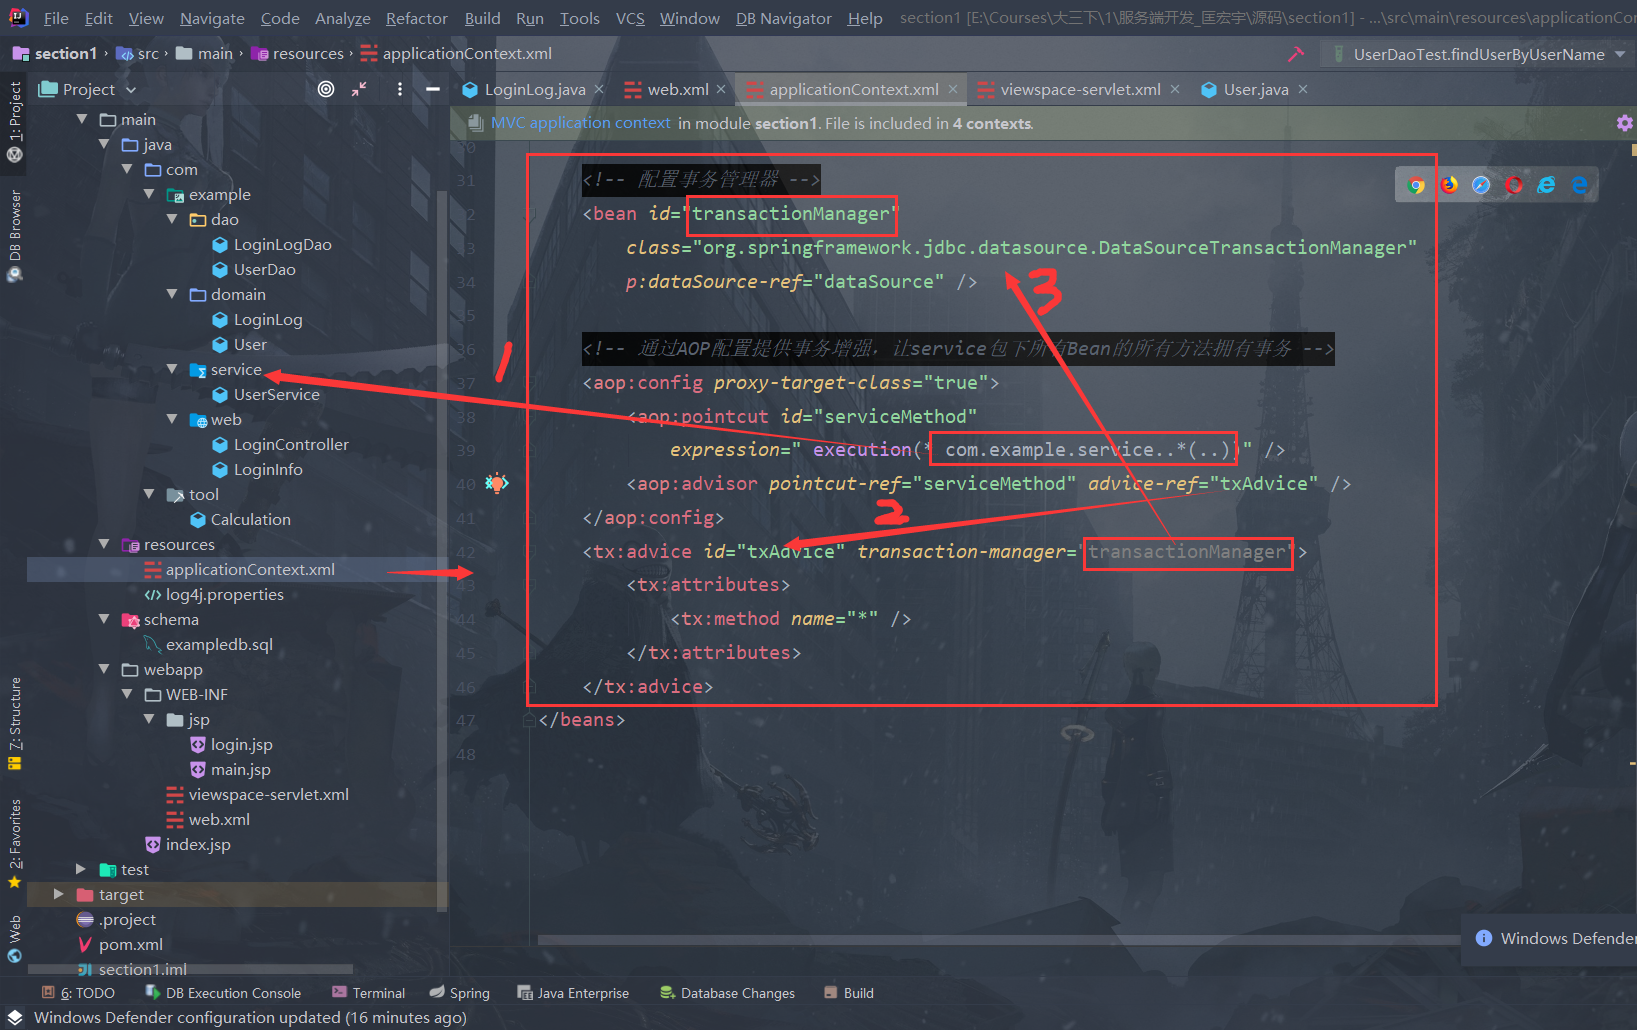 File Edit View Navigate Code Analyze Refactor Build Run Tools VCS Window DB Navigator Help section1 [E:\Courses\大三下\1\服务端开发_匡宏宇\源码\section1] - ...\src\main\resources\applicationCor
section1 src main resources applicationContext.xml UserDaoTest.findUserByUserName
1: Project
DB Browser
7: Structure
2: Favorites
Web
Project
LoginLog.java web.xml applicationContext.xml viewspace-servlet.xml User.java
MVC application context in module section1. File is included in 4 contexts.
main
java
com
example
dao
LoginLogDao
UserDao
domain
LoginLog
User
service
UserService
web
LoginController
LoginInfo
tool
Calculation
resources
applicationContext.xml
log4j.properties
schema
exampledb.sql
webapp
WEB-INF
jsp
login.jsp
main.jsp
viewspace-servlet.xml
web.xml
index.jsp
test
target
.project
pom.xml
section1.iml
30
31 <!-- 配置事务管理器 -->
2 <bean id="transactionManager"
3 class="org.springframework.jdbc.datasource.DataSourceTransactionManager"
34 p:dataSource-ref="dataSource" />
35
36 <!-- 通过AOP配置提供事务增强，让service包下所有Bean的所有方法拥有事务 -->
37 <aop:config proxy-target-class="true">
38 <aop:pointcut id="serviceMethod"
39 expression=" execution(* com.example.service..*(..))" />
40 <aop:advisor pointcut-ref="serviceMethod" advice-ref="txAdvice" />
41 </aop:config>
42 <tx:advice id="txAdvice" transaction-manager="transactionManager">
43 <tx:attributes>
44 <tx:method name="*" />
45 </tx:attributes>
46 </tx:advice>
47 </beans>
48
1
2
3
Windows Defender
6: TODO DB Execution Console Terminal Spring Java Enterprise Database Changes Build
Windows Defender configuration updated (16 minutes ago)